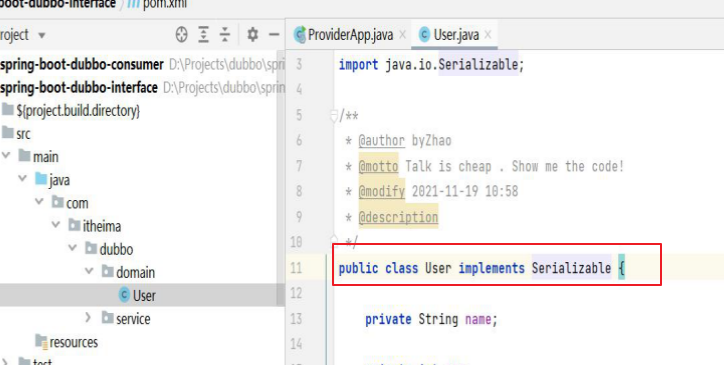 boot-dubbo-interface / pom.xml
roject
ProviderApp.java
User.java
spring-boot-dubbo-consumer D:\Projects\dubbo\spri
spring-boot-dubbo-interface D:\Projects\dubbo\sprin
${project.build.directory}
src
main
java
com
itheima
dubbo
domain
User
service
resources
test
3 import java.io.Serializable;
4
5 /**
6 * @author byZhao
7 * @motto Talk is cheap . Show me the code!
8 * @modify 2021-11-19 10:58
9 * @description
10 */
11 public class User implements Serializable {
12
13 private String name;
14